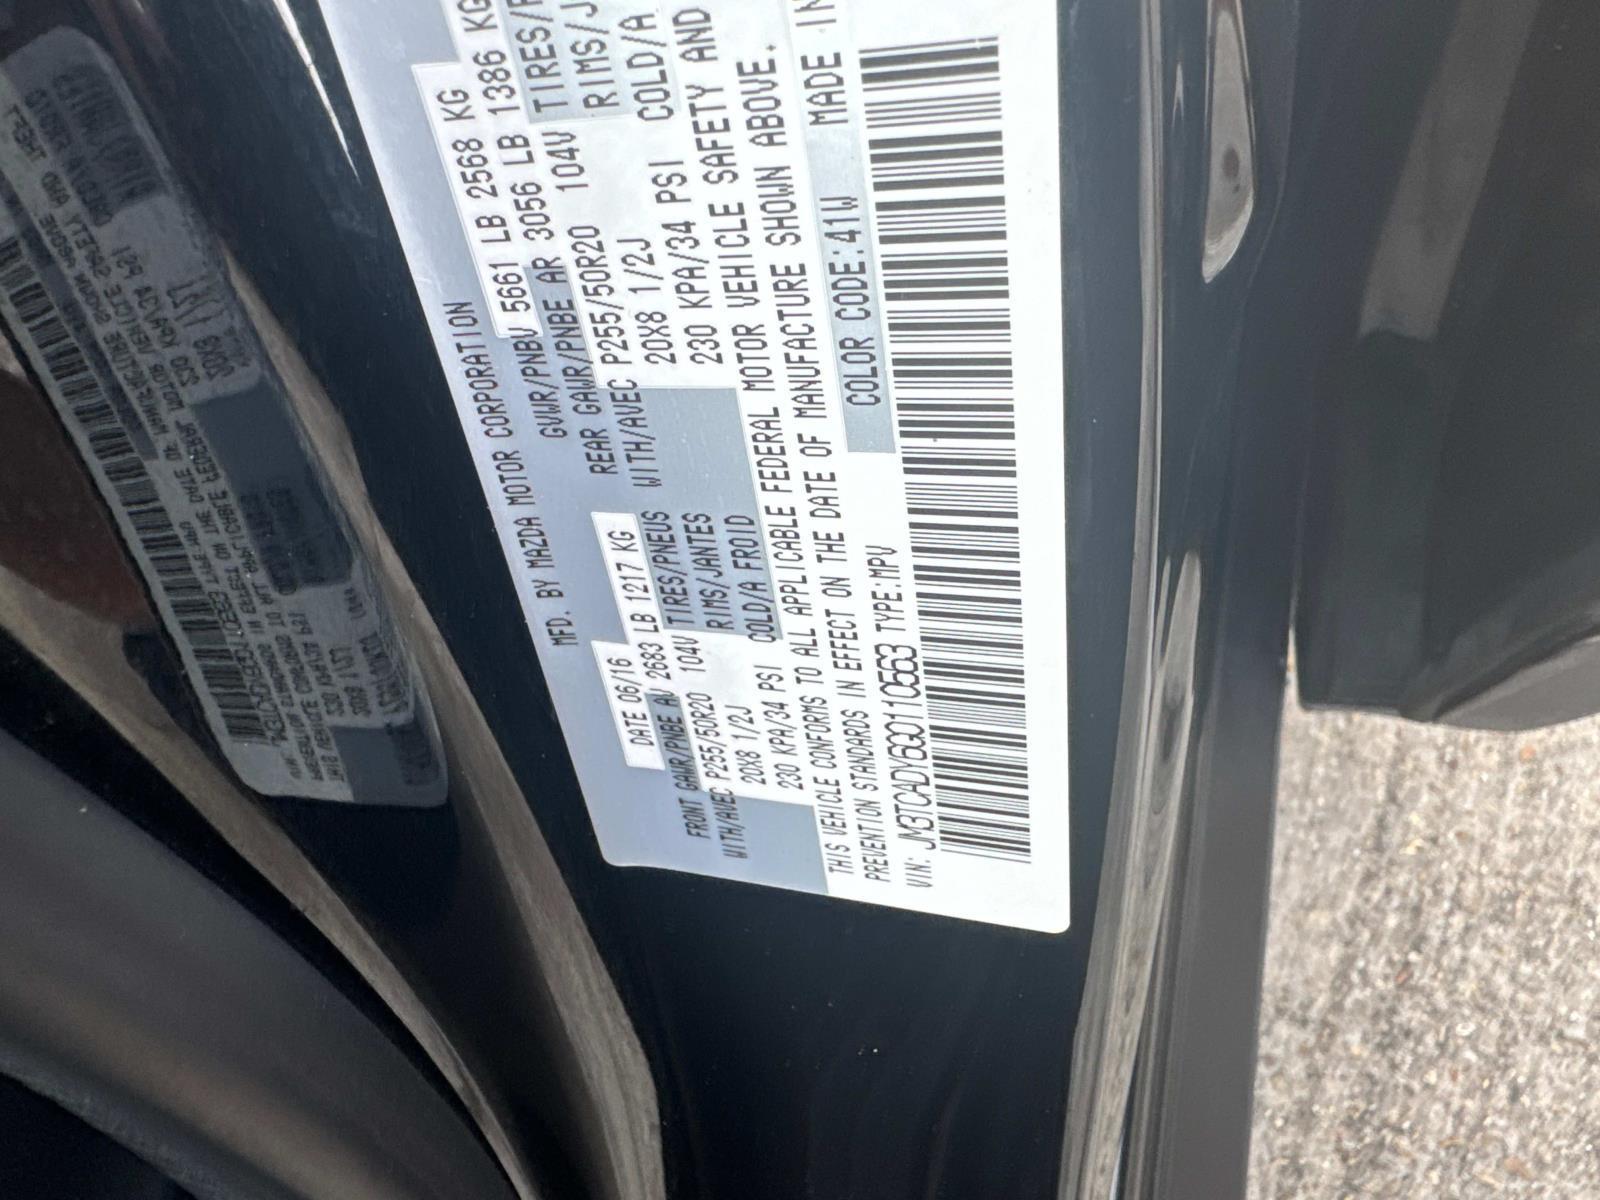 MFD. BY MAZDA MOTOR CORPORATION
DATE 06/16 GVWR/PNBV 5661 LB 2568 KG
FRONT GAWR/PNBE AV 2683 LB 1217 KG REAR GAWR/PNBE AR 3056 LB 1386 KG
WITH/AVEC P255/50R20 104V TIRES/PNEUS WITH/AVEC P255/50R20 104V TIRES/
20X8 1/2J RIMS/JANTES 20X8 1/2J RIMS/J
230 KPA/34 PSI COLD/A FROID 230 KPA/34 PSI COLD/A
THIS VEHICLE CONFORMS TO ALL APPLICABLE FEDERAL MOTOR VEHICLE SAFETY AND
PREVENTION STANDARDS IN EFFECT ON THE DATE OF MANUFACTURE SHOWN ABOVE.
VIN: JM3TCADY6G0110563 TYPE:MPV COLOR CODE:41W MADE IN